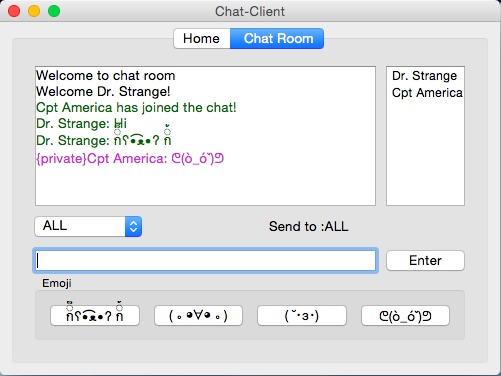 Chat-Client
Home
Chat Room
Welcome to chat room
Welcome Dr. Strange!
Cpt America has joined the chat!
Dr. Strange: Hi
Dr. Strange: กิ์ʕ•͡ᴥ•ʔ ก้
{private}Cpt America: ᕦ(ò_óˇ)ᕤ
Dr. Strange
Cpt America
ALL
Send to :ALL
Enter
Emoji
กิ์ʕ•͡ᴥ•ʔ ก้
(｡◕∀◕｡)
(˘･з･)
ᕦ(ò_óˇ)ᕤ